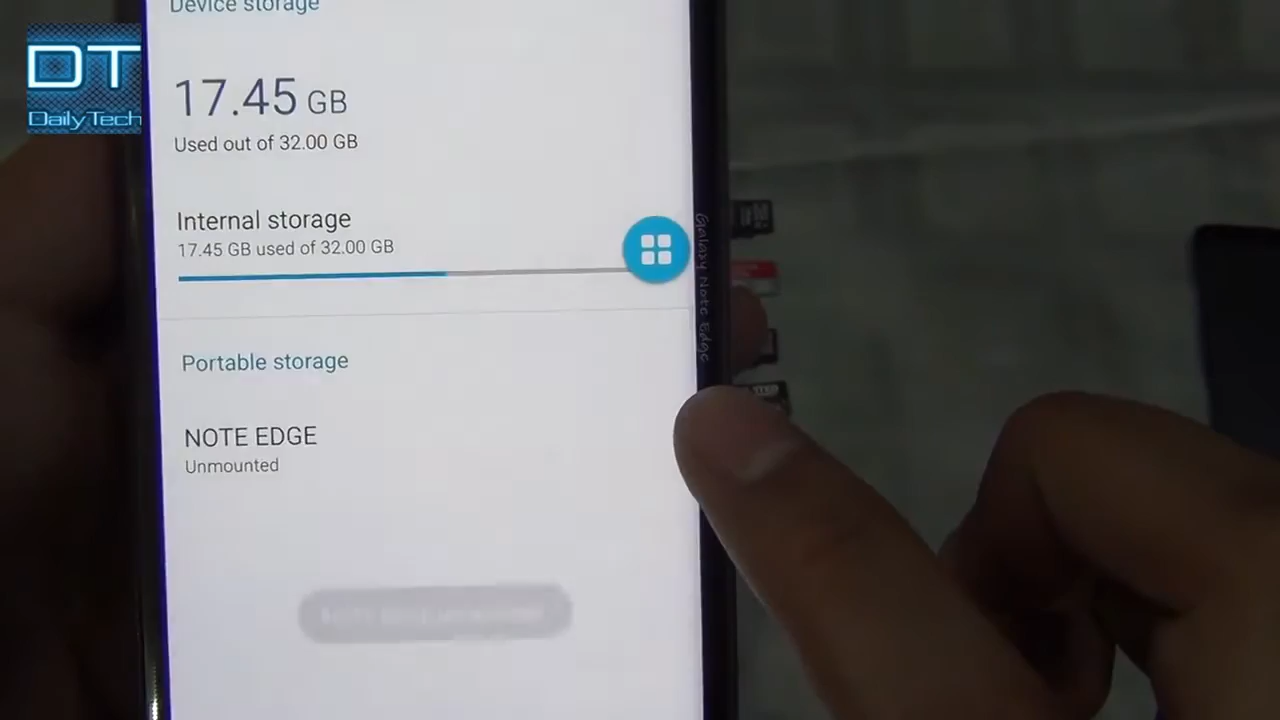 Device storage
DT
DailyTech
17.45 GB
Used out of 32.00 GB
Internal storage
17.45 GB used of 32.00 GB
Galaxy Note Edge
Portable storage
NOTE EDGE
Unmounted